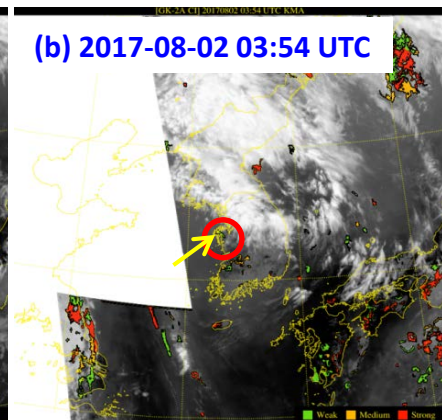 [GK-2A CI] 20170802 03:54 UTC KMA
(b) 2017-08-02 03:54 UTC
Weak Medium Strong